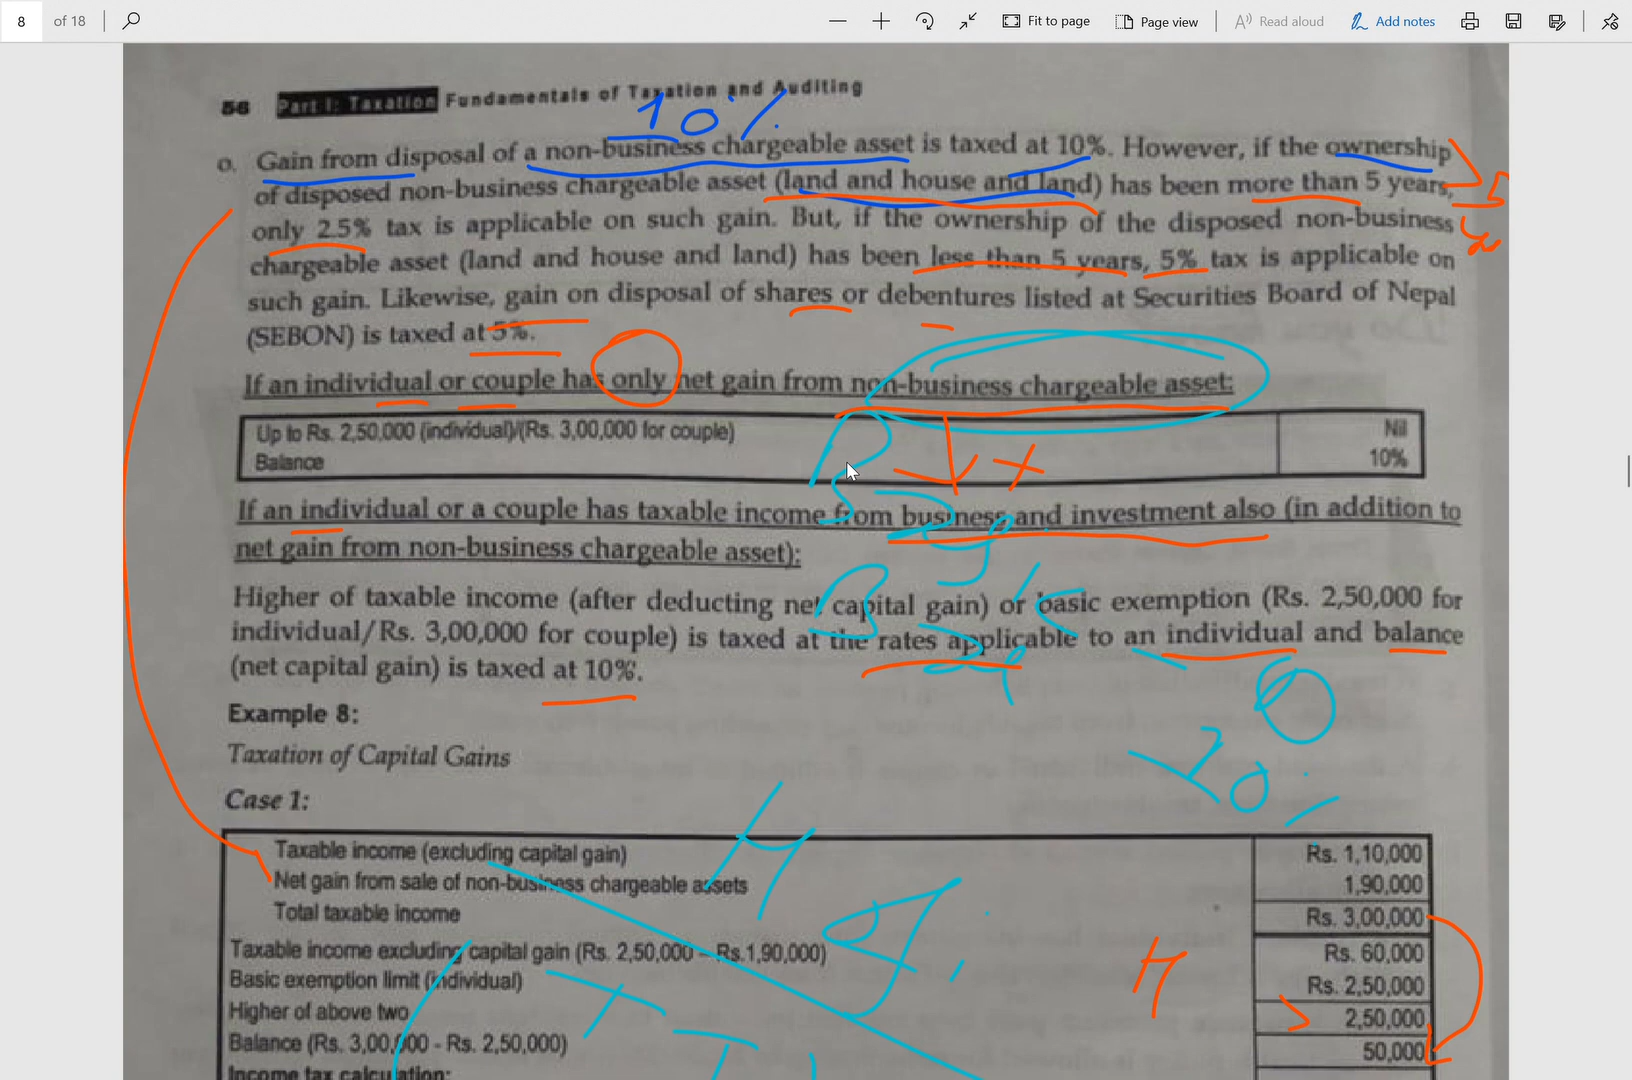 8 of 18
Fit to page
Page view
Read aloud
Add notes
56 Part I: Taxation Fundamentals of Taxation and Auditing
10%
o. Gain from disposal of a non-business chargeable asset is taxed at 10%. However, if the ownership
of disposed non-business chargeable asset (land and house and land) has been more than 5 years,
only 2.5% tax is applicable on such gain. But, if the ownership of the disposed non-business
chargeable asset (land and house and land) has been less than 5 years, 5% tax is applicable on
such gain. Likewise, gain on disposal of shares or debentures listed at Securities Board of Nepal
(SEBON) is taxed at 5%.
If an individual or couple has only net gain from non-business chargeable asset:
Up to Rs. 2,50,000 (individual)/(Rs. 3,00,000 for couple) Nil
Balance 10%
If an individual or a couple has taxable income from business and investment also (in addition to
net gain from non-business chargeable asset):
Higher of taxable income (after deducting net capital gain) or basic exemption (Rs. 2,50,000 for
individual/Rs. 3,00,000 for couple) is taxed at the rates applicable to an individual and balance
(net capital gain) is taxed at 10%.
Example 8:
Taxation of Capital Gains
Case 1:
Taxable income (excluding capital gain) Rs. 1,10,000
Net gain from sale of non-business chargeable assets 1,90,000
Total taxable income Rs. 3,00,000
Taxable income excluding capital gain (Rs. 2,50,000 - Rs.1,90,000) Rs. 60,000
Basic exemption limit (individual) Rs. 2,50,000
Higher of above two 2,50,000
Balance (Rs. 3,00,000 - Rs. 2,50,000) 50,000
Income tax calculation: